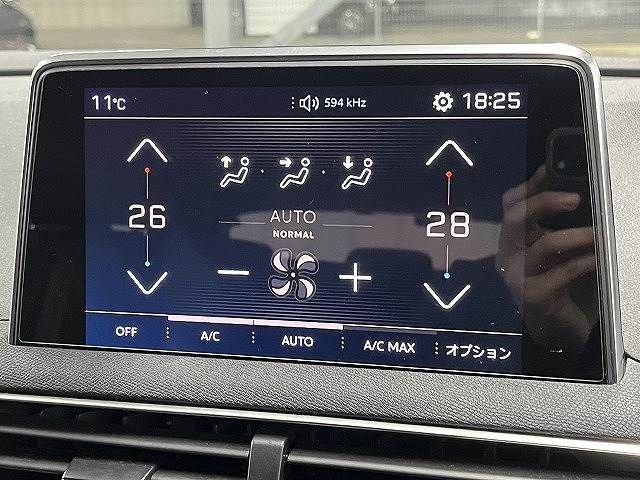 11°C 594 kHz 18:25
26 AUTO 28
NORMAL
OFF A/C AUTO A/C MAX オプション